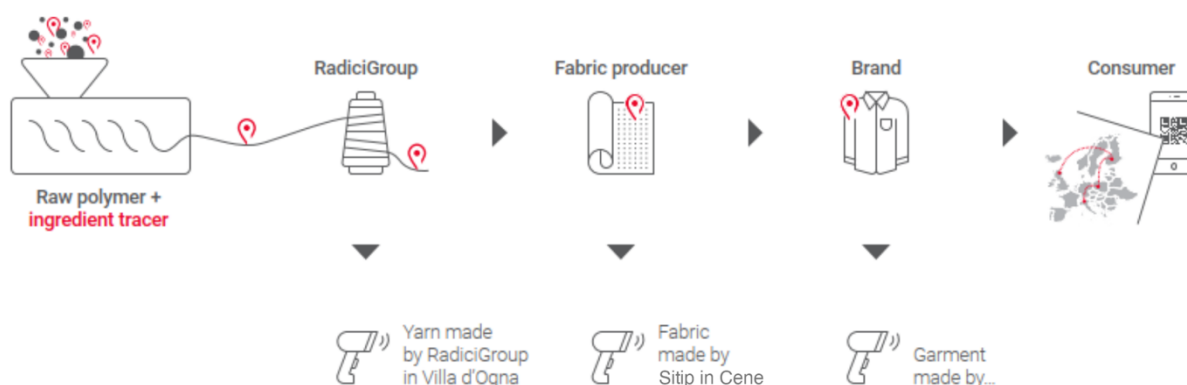 RadiciGroup
Fabric producer
Brand
Consumer
Raw polymer +
ingredient tracer
Yarn made
by RadiciGroup
in Villa d'Ogna
Fabric
made by
Sitip in Cene
Garment
made by...